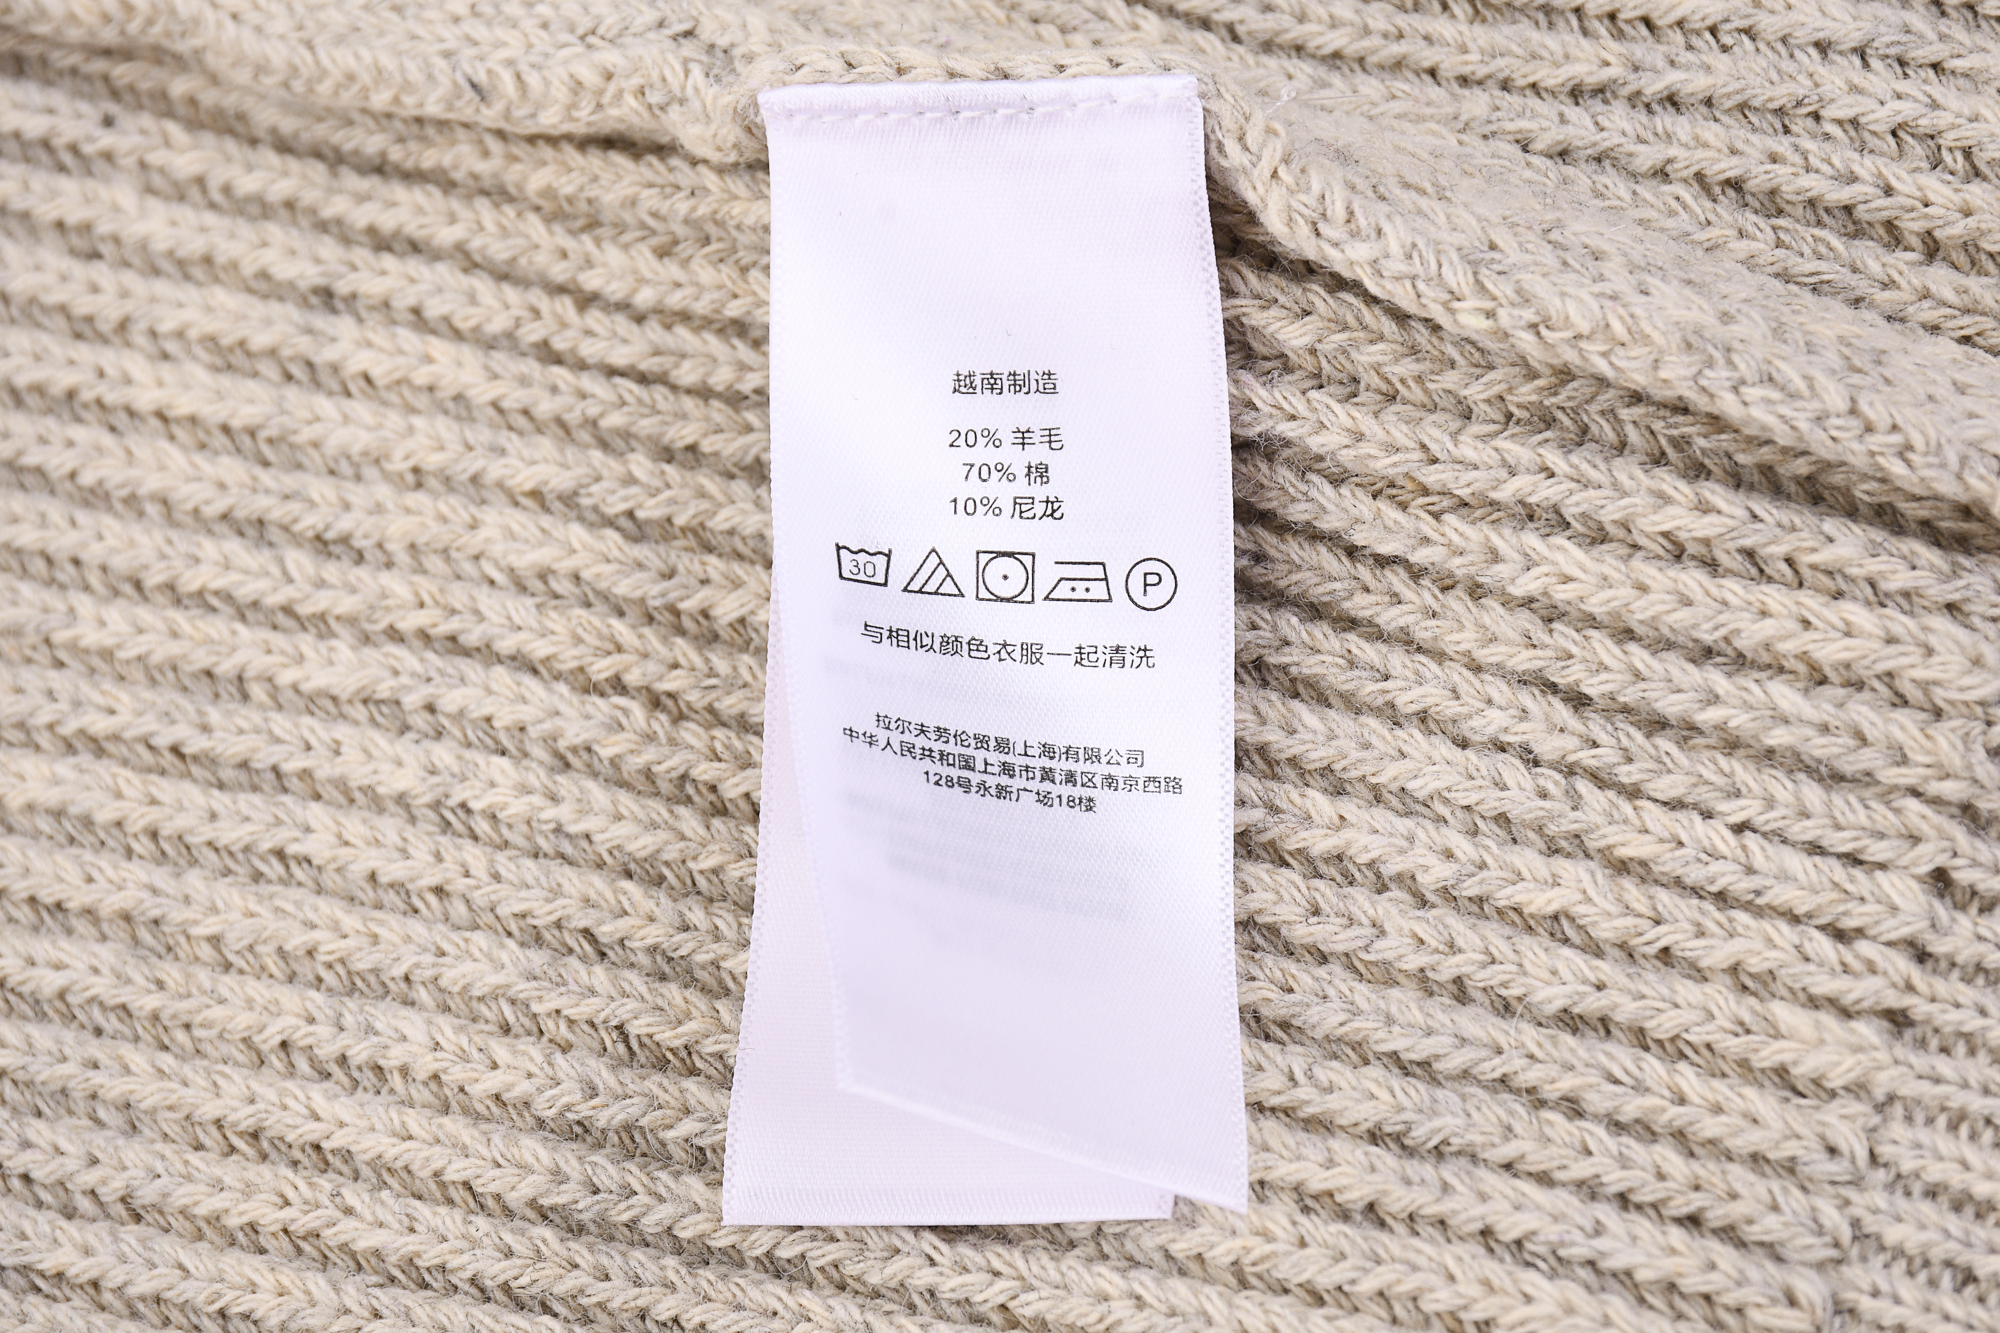 越南制造
20% 羊毛
70% 棉
10% 尼龙
30
P
与相似颜色衣服一起清洗
拉尔夫劳伦贸易(上海)有限公司
中华人民共和国上海市黄清区南京西路
128号永新广场18楼